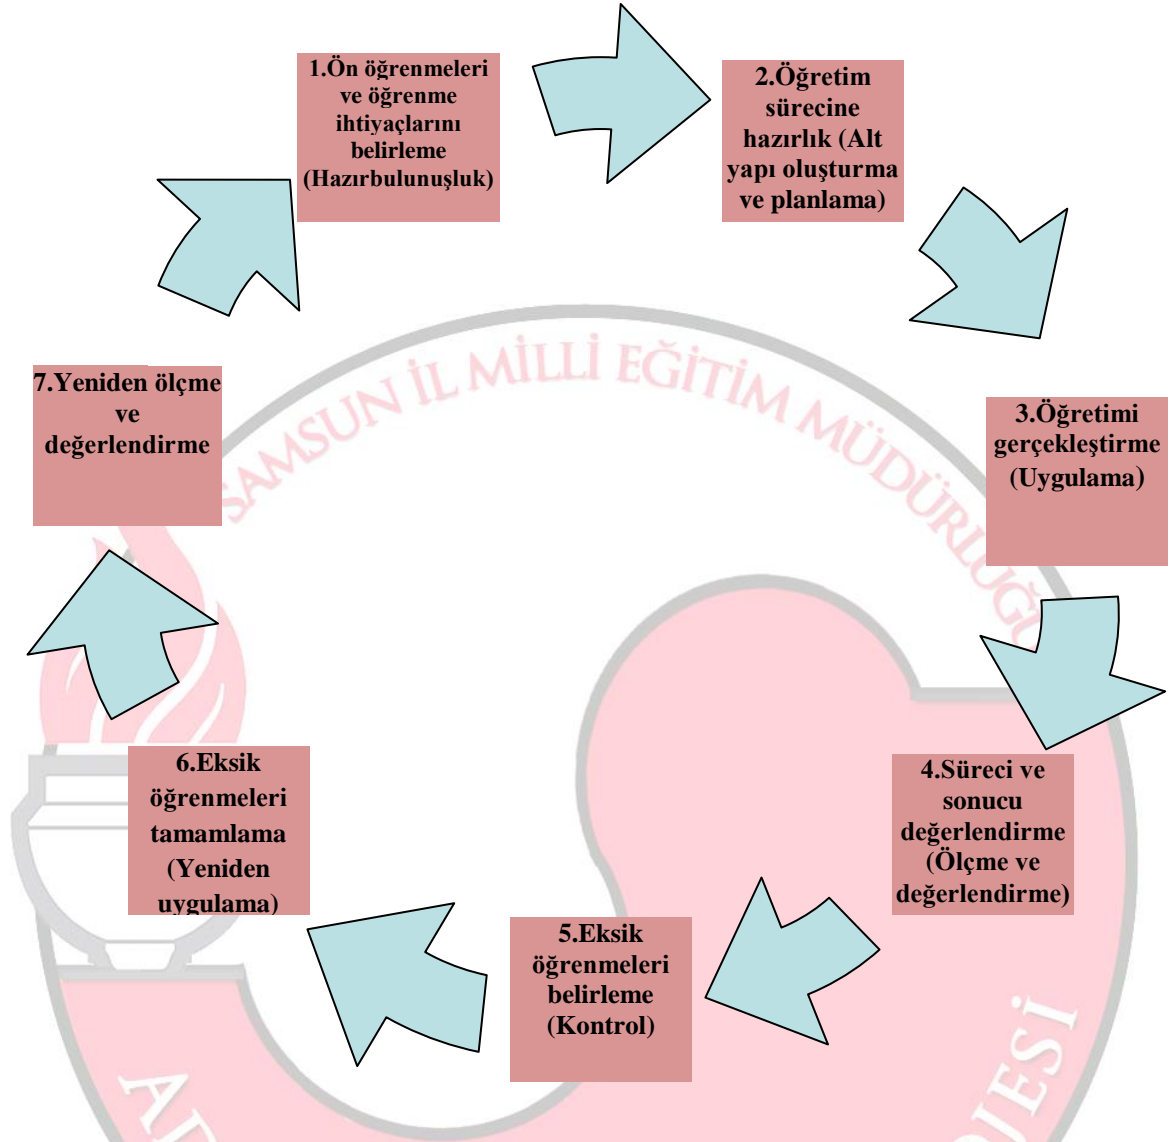 1.Ön öğrenmeleri
ve öğrenme
ihtiyaçlarını
belirleme
(Hazırbulunuşluk)
2.Öğretim
sürecine
hazırlık (Alt
yapı oluşturma
ve planlama)
3.Öğretimi
gerçekleştirme
(Uygulama)
4.Süreci ve
sonucu
değerlendirme
(Ölçme ve
değerlendirme)
5.Eksik
öğrenmeleri
belirleme
(Kontrol)
6.Eksik
öğrenmeleri
tamamlama
(Yeniden
uygulama)
7.Yeniden ölçme
ve
değerlendirme
SAMSUN İL MİLLİ EĞİTİM MÜDÜRLÜĞÜ